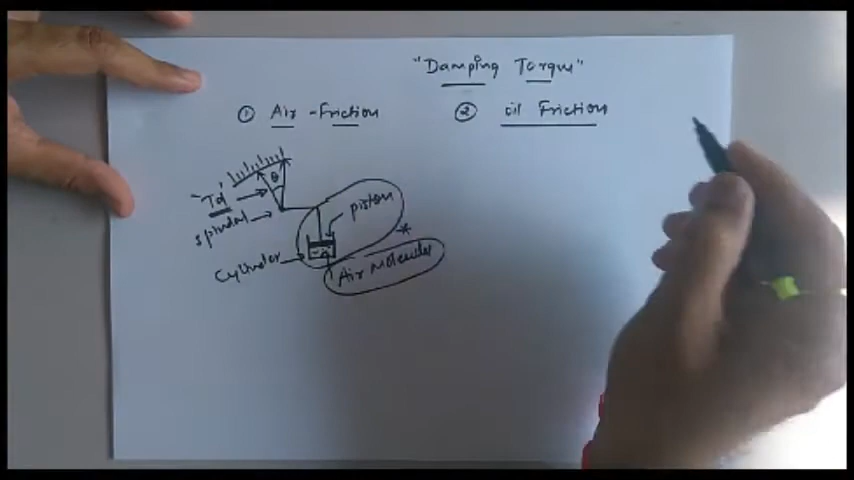 "Damping Torque"
① Air - Friction
② oil Friction
θ
"Td"
spindal
piston
*
Cylinder
Air Molecules